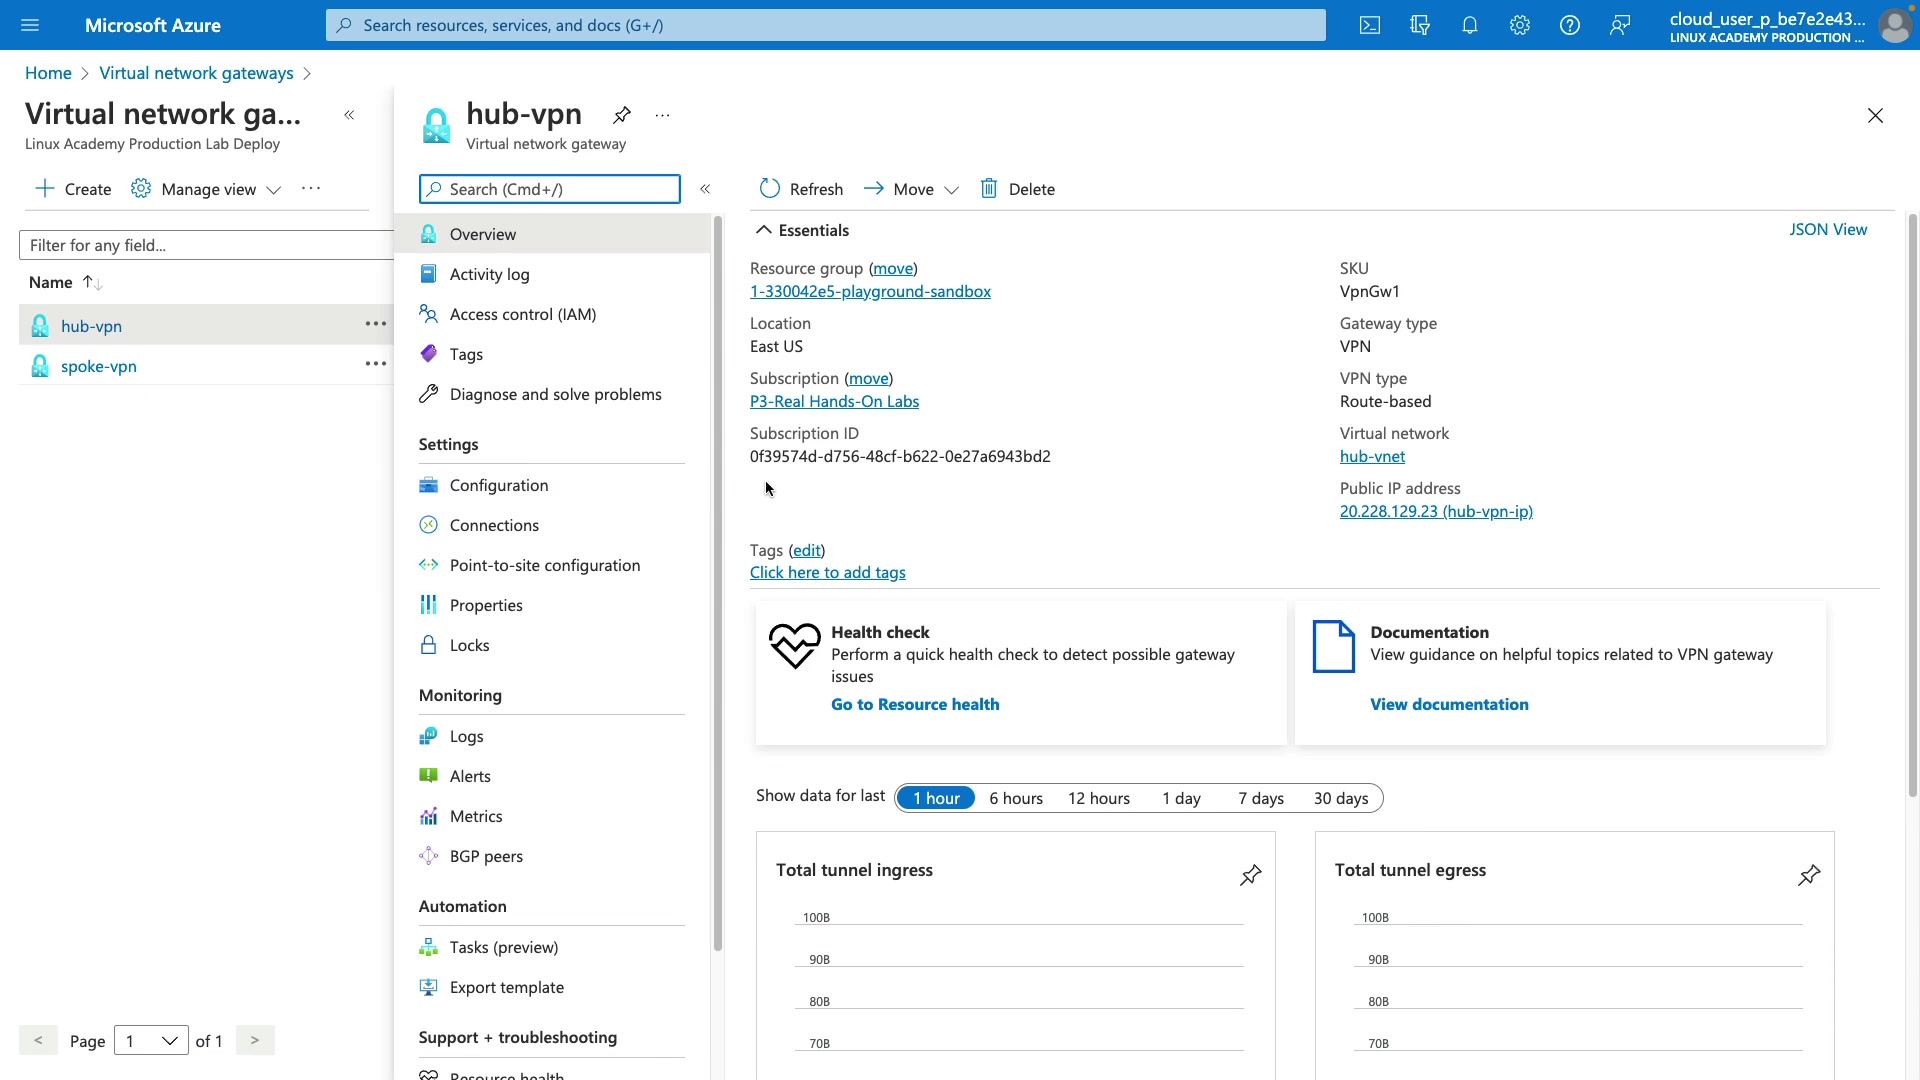 Microsoft Azure
Search resources, services, and docs (G+/)
cloud_user_p_be7e2e43...
LINUX ACADEMY PRODUCTION ...
Home > Virtual network gateways >
Virtual network ga...
«
Linux Academy Production Lab Deploy
Create
Manage view
...
Filter for any field...
Name ↑↓
hub-vpn
...
spoke-vpn
...
< Page 1 of 1 >
hub-vpn
...
Virtual network gateway
Search (Cmd+/)
«
Overview
Activity log
Access control (IAM)
Tags
Diagnose and solve problems
Settings
Configuration
Connections
Point-to-site configuration
Properties
Locks
Monitoring
Logs
Alerts
Metrics
BGP peers
Automation
Tasks (preview)
Export template
Support + troubleshooting
Resource health
Refresh
Move
Delete
Essentials
JSON View
Resource group (move)
1-330042e5-playground-sandbox
Location
East US
Subscription (move)
P3-Real Hands-On Labs
Subscription ID
0f39574d-d756-48cf-b622-0e27a6943bd2
SKU
VpnGw1
Gateway type
VPN
VPN type
Route-based
Virtual network
hub-vnet
Public IP address
20.228.129.23 (hub-vpn-ip)
Tags (edit)
Click here to add tags
Health check
Perform a quick health check to detect possible gateway
issues
Go to Resource health
Documentation
View guidance on helpful topics related to VPN gateway
View documentation
Show data for last 1 hour 6 hours 12 hours 1 day 7 days 30 days
Total tunnel ingress
100B
90B
80B
70B
Total tunnel egress
100B
90B
80B
70B